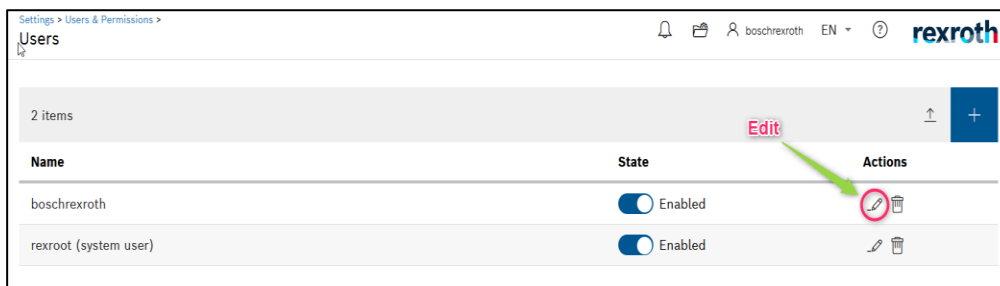 Settings > Users & Permissions >
Users
boschrexroth EN
rexroth
2 items
Edit
Name State Actions
boschrexroth Enabled
rexroot (system user) Enabled